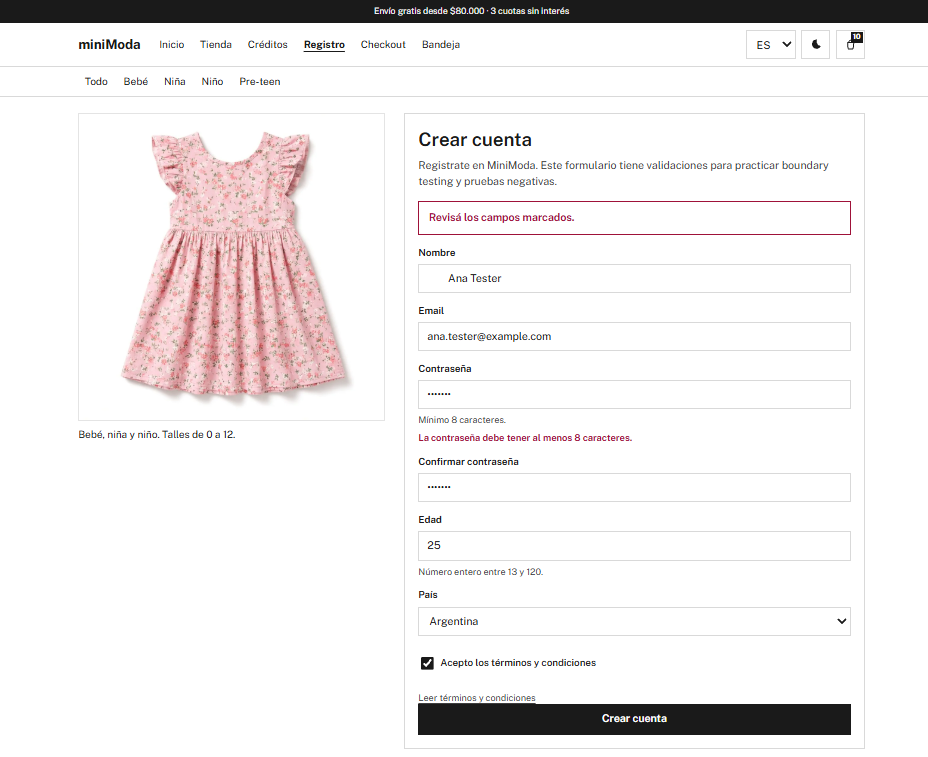 Envío gratis desde $80.000 · 3 cuotas sin interés
miniModa Inicio Tienda Créditos Registro Checkout Bandeja ES 10
Todo Bebé Niña Niño Pre-teen
Bebé, niña y niño. Talles de 0 a 12.
Crear cuenta
Registrate en MiniModa. Este formulario tiene validaciones para practicar boundary
testing y pruebas negativas.
Revisá los campos marcados.
Nombre
Ana Tester
Email
ana.tester@example.com
Contraseña
•••••••
Mínimo 8 caracteres.
La contraseña debe tener al menos 8 caracteres.
Confirmar contraseña
•••••••
Edad
25
Número entero entre 13 y 120.
País
Argentina
Acepto los términos y condiciones
Leer términos y condiciones
Crear cuenta